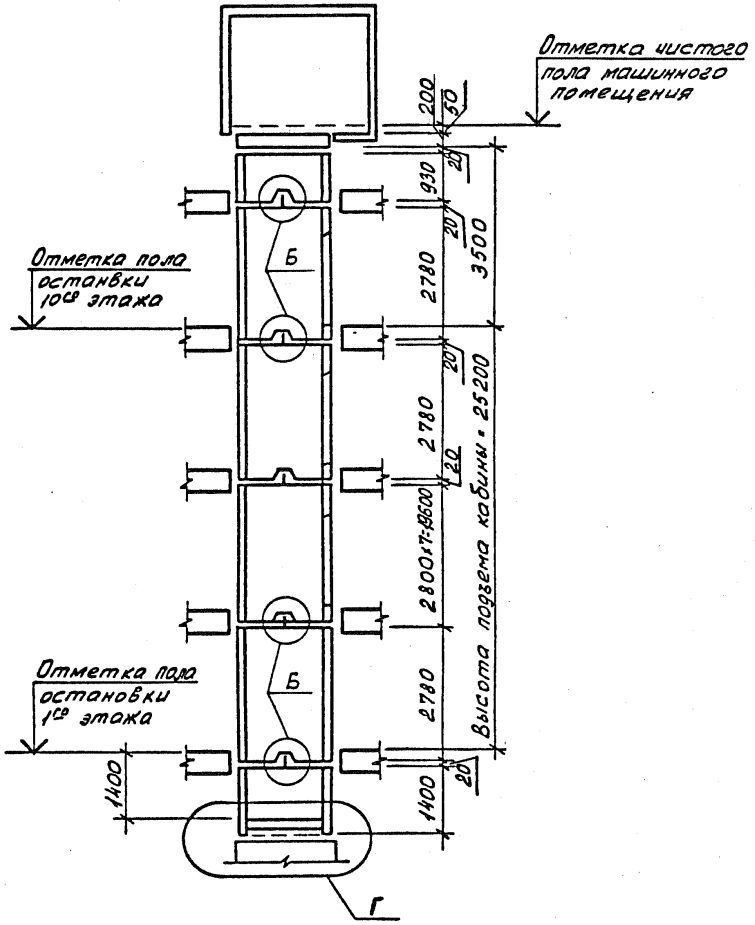 Отметка чистого
пола машинного
помещения
200
50
20
930
20
3500
2780
Б
Отметка пола
останвки
10го этажа
20
2780
20
2800х7=19600
Высота подъема кабины = 25200
Отметка пола
остановки
1го этажа
Б
2780
1400
20
1400
Г